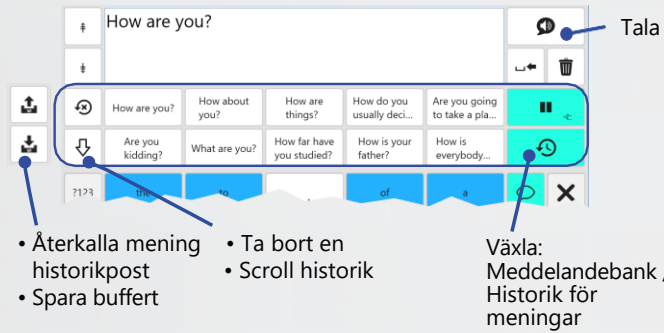 How are you?
Tala
How are you?
How about you?
How are things?
How do you usually deci...
Are you going to take a pla...
Are you kidding?
What are you?
How far have you studied?
How is your father?
How is everybody...
?123
the
to
of
a
• Återkalla mening historikpost
• Spara buffert
• Ta bort en
• Scroll historik
Växla:
Meddelandebank /
Historik för
meningar